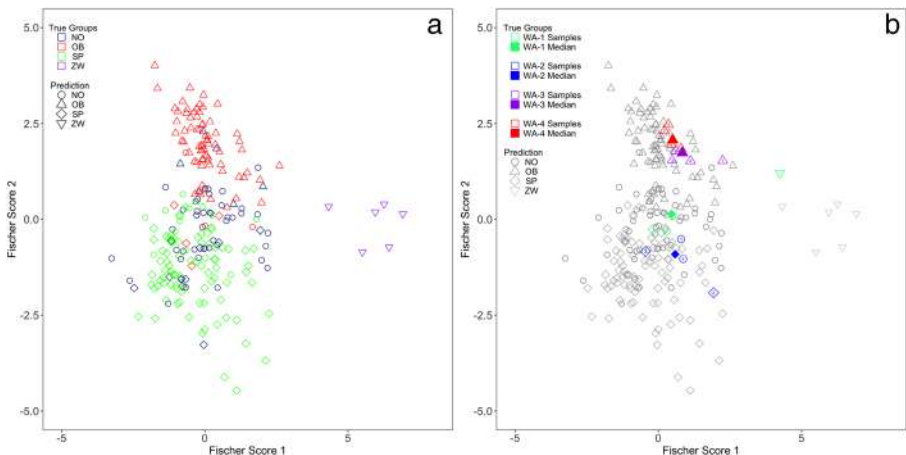 a
True Groups
NO
OB
SP
ZW
Prediction
NO
OB
SP
ZW
5.0
2.5
0.0
-2.5
-5.0
Fischer Score 2
-5
0
5
Fischer Score 1
b
True Groups
WA-1 Samples
WA-1 Median
WA-2 Samples
WA-2 Median
WA-3 Samples
WA-3 Median
WA-4 Samples
WA-4 Median
Prediction
NO
OB
SP
ZW
5.0
2.5
0.0
-2.5
-5.0
Fischer Score 2
-5
0
5
Fischer Score 1